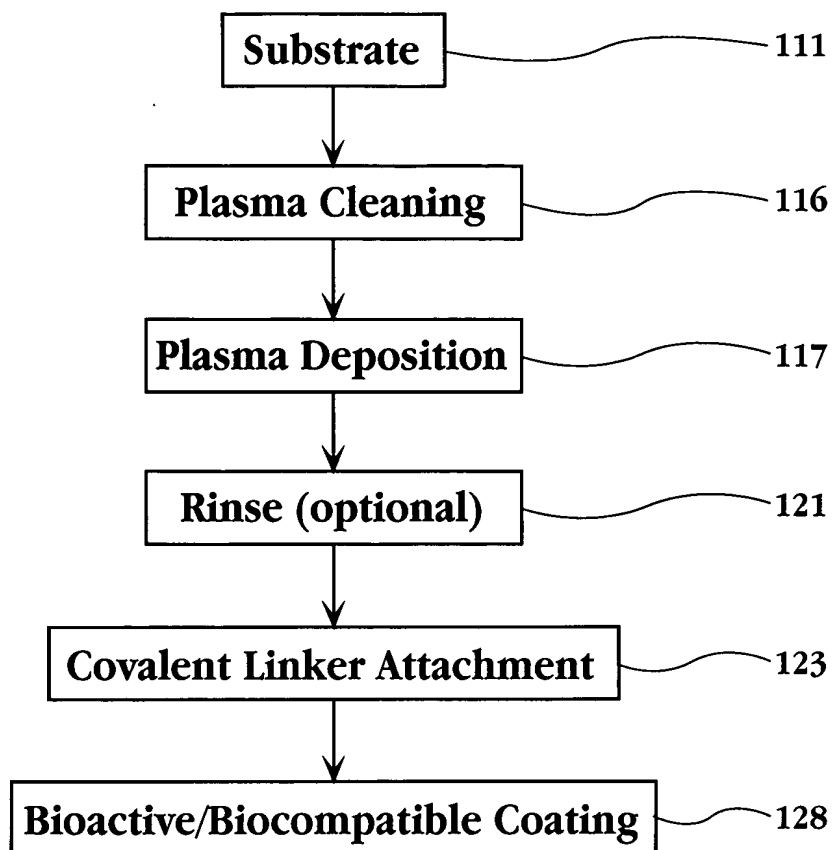 Substrate 111
Plasma Cleaning 116
Plasma Deposition 117
Rinse (optional) 121
Covalent Linker Attachment 123
Bioactive/Biocompatible Coating 128